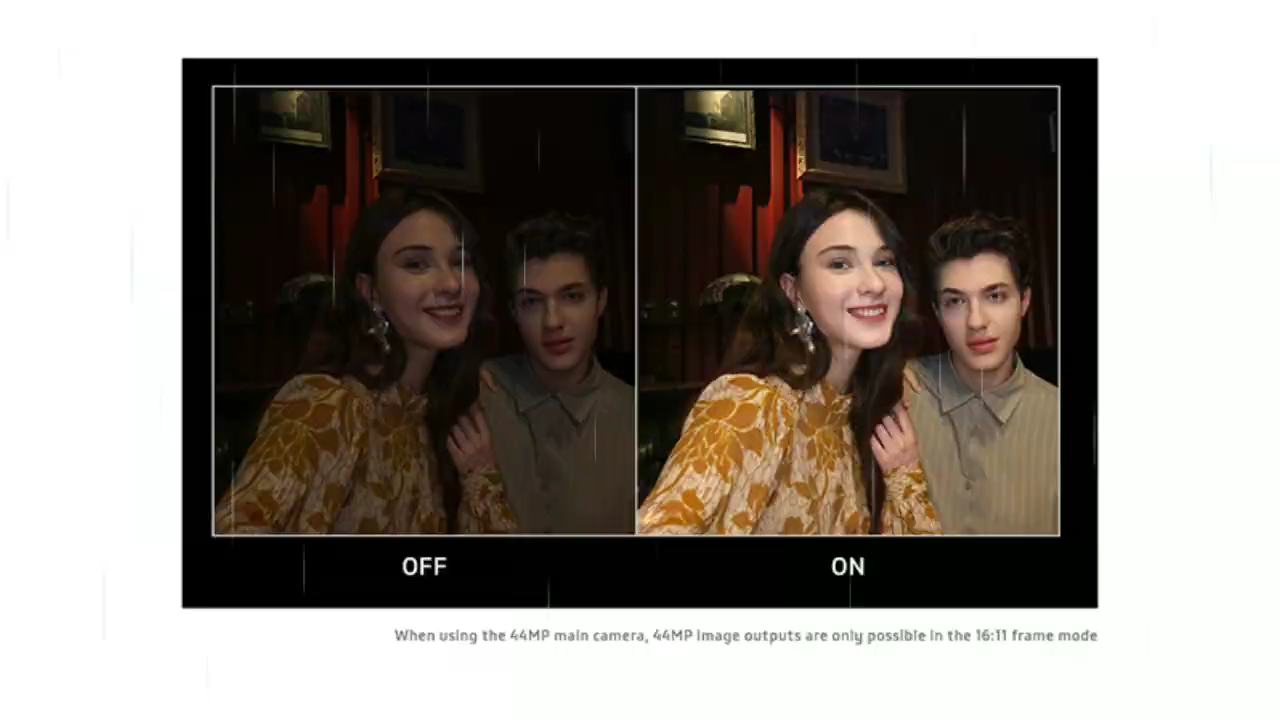 OFF
ON
When using the 44MP main camera, 44MP image outputs are only possible in the 16:11 frame mode